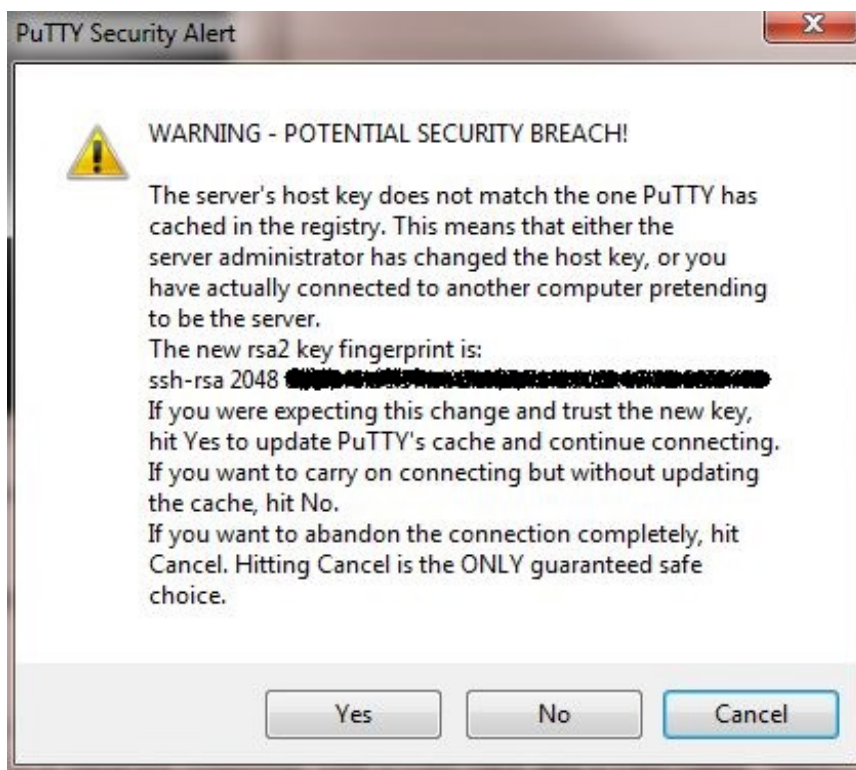 PuTTY Security Alert
WARNING - POTENTIAL SECURITY BREACH!
The server's host key does not match the one PuTTY has
cached in the registry. This means that either the
server administrator has changed the host key, or you
have actually connected to another computer pretending
to be the server.
The new rsa2 key fingerprint is:
ssh-rsa 2048
If you were expecting this change and trust the new key,
hit Yes to update PuTTY's cache and continue connecting.
If you want to carry on connecting but without updating
the cache, hit No.
If you want to abandon the connection completely, hit
Cancel. Hitting Cancel is the ONLY guaranteed safe
choice.
Yes No Cancel